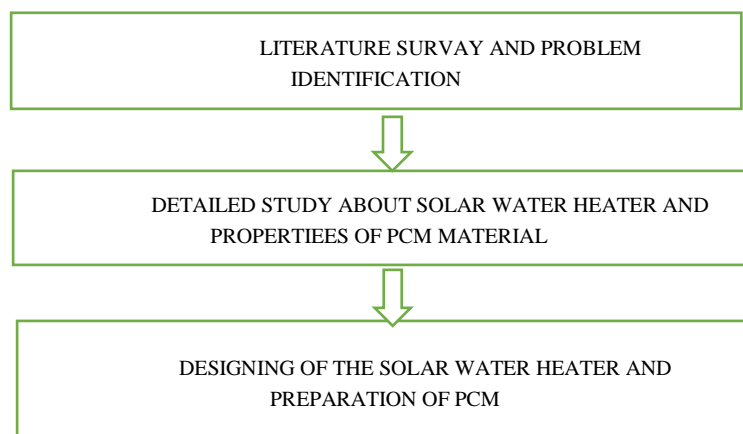 LITERATURE SURVAY AND PROBLEM
IDENTIFICATION
DETAILED STUDY ABOUT SOLAR WATER HEATER AND
PROPERTIEES OF PCM MATERIAL
DESIGNING OF THE SOLAR WATER HEATER AND
PREPARATION OF PCM